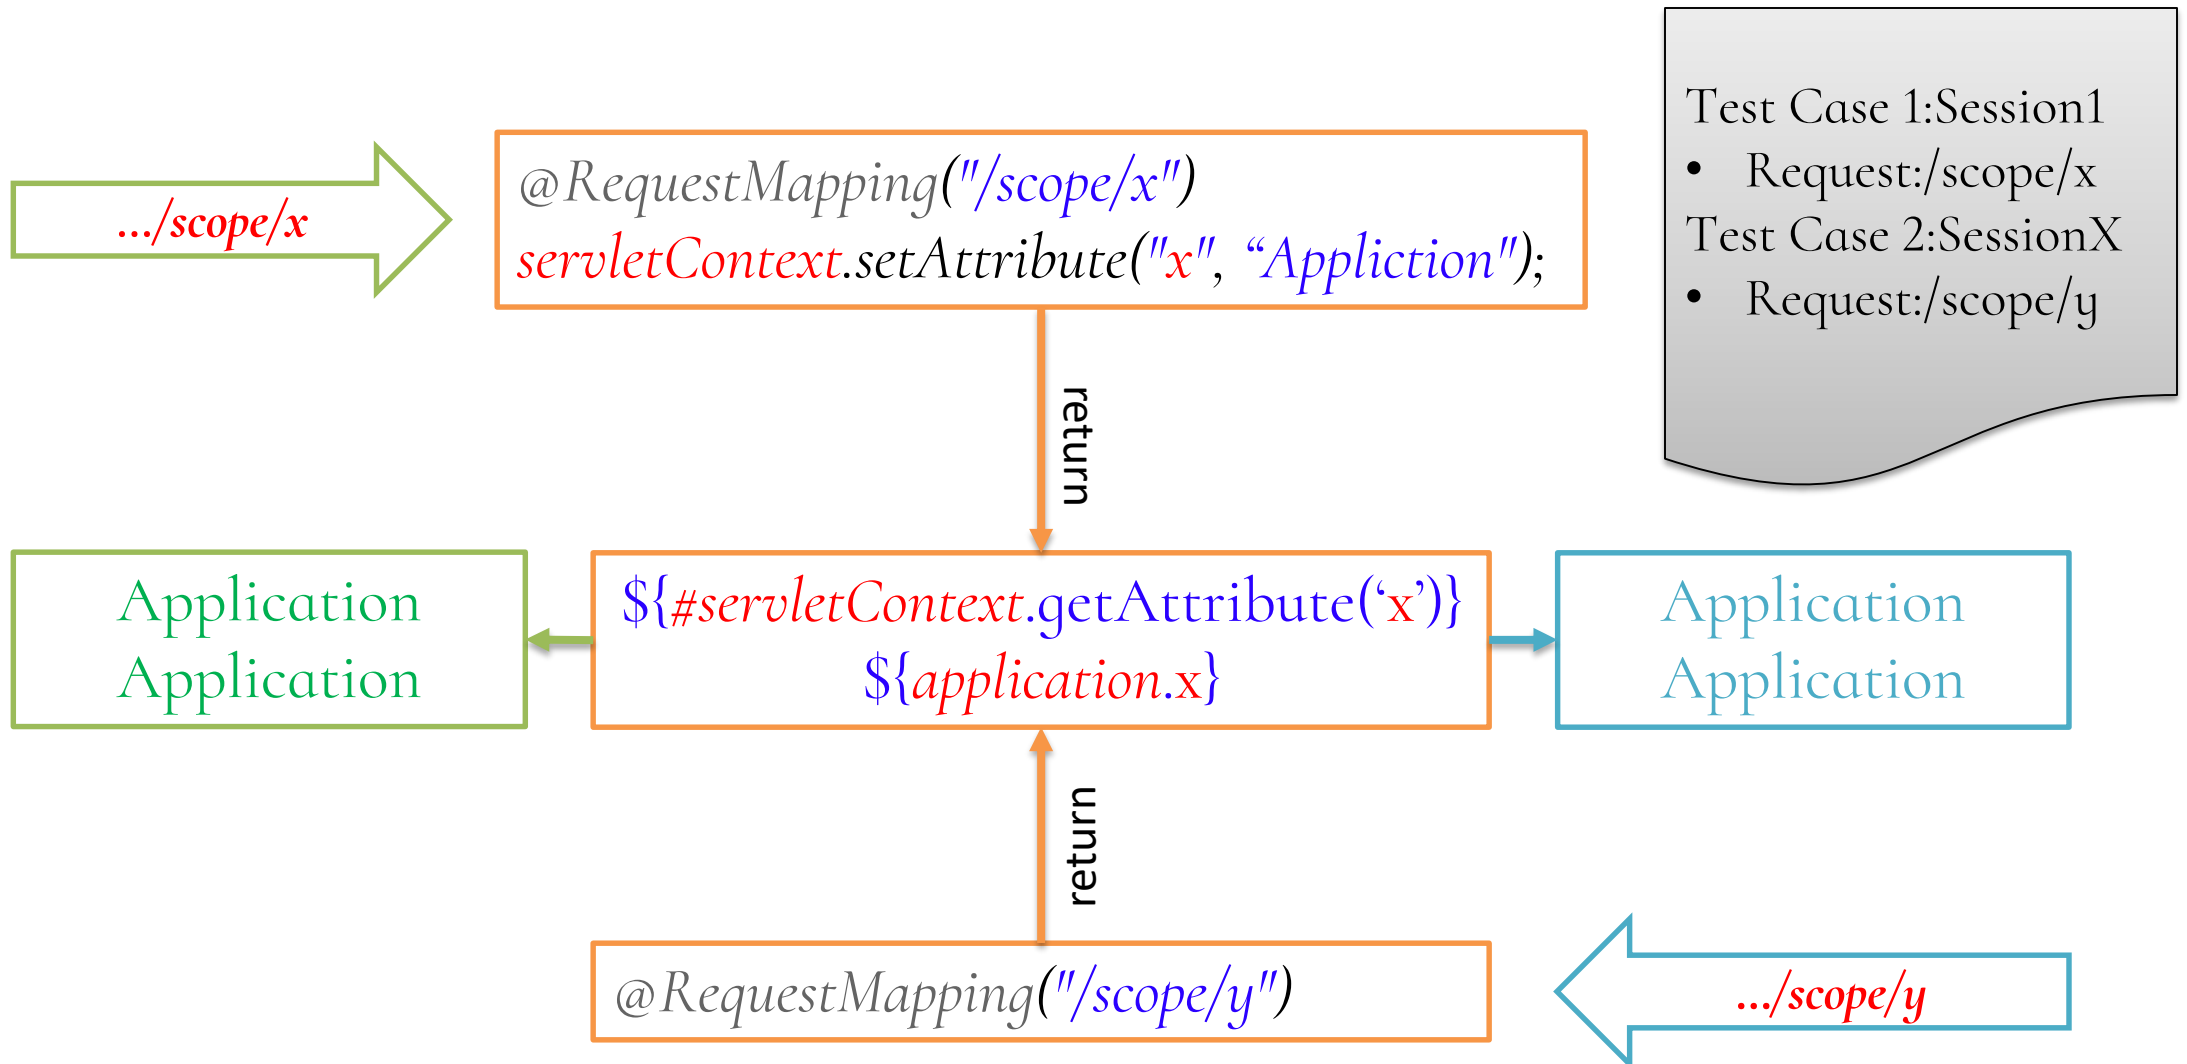 Test Case 1:Session1
• Request:/scope/x
Test Case 2:SessionX
• Request:/scope/y
.../scope/x
@RequestMapping("/scope/x")
servletContext.setAttribute("x", “Appliction");
return
Application
Application
${#servletContext.getAttribute(‘x’)}
${application.x}
Application
Application
return
@RequestMapping("/scope/y")
.../scope/y